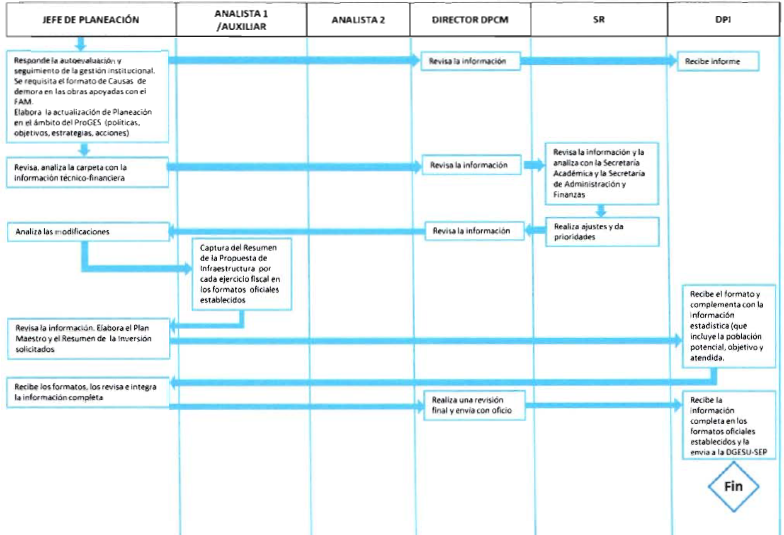 JEFE DE PLANEACIÓN
ANALISTA 1
/AUXILIAR
ANALISTA 2
DIRECTOR DPCM
SR
DPI
Responde la autoevaluación y
seguimiento de la gestión institucional.
Se requisita el formato de Causas de
demora en las obras apoyadas con el
FAM.
Elabora la actualización de Planeación
en el ámbito del ProGES (políticas,
objetivos, estrategias, acciones)
Revisa la información
Recibe informe
Revisa, analiza la carpeta con la
información técnico-financiera
Revisa la información
Revisa la información y la
analiza con la Secretaría
Académica y la Secretaría
de Administración y
Finanzas
Analiza las modificaciones
Revisa la información
Realiza ajustes y da
prioridades
Captura del Resumen
de la Propuesta de
Infraestructura por
cada ejercicio fiscal en
los formatos oficiales
establecidos
Revisa la información. Elabora el Plan
Maestro y el Resumen de la Inversión
solicitados
Recibe el formato y
complementa con la
información
estadística (que
incluye la población
potencial, objetivo y
atendida.
Recibe los formatos, los revisa e integra
la información completa
Realiza una revisión
final y envía con oficio
Recibe la
información
completa en los
formatos oficiales
establecidos y la
envía a la DGESU-SEP
Fin